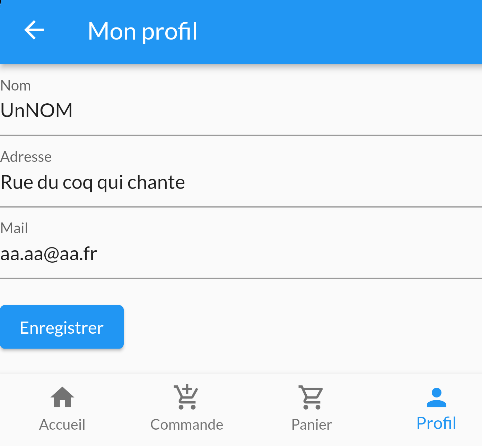 Mon profil
Nom
UnNOM
Adresse
Rue du coq qui chante
Mail
aa.aa@aa.fr
Enregistrer
Accueil Commande Panier Profil